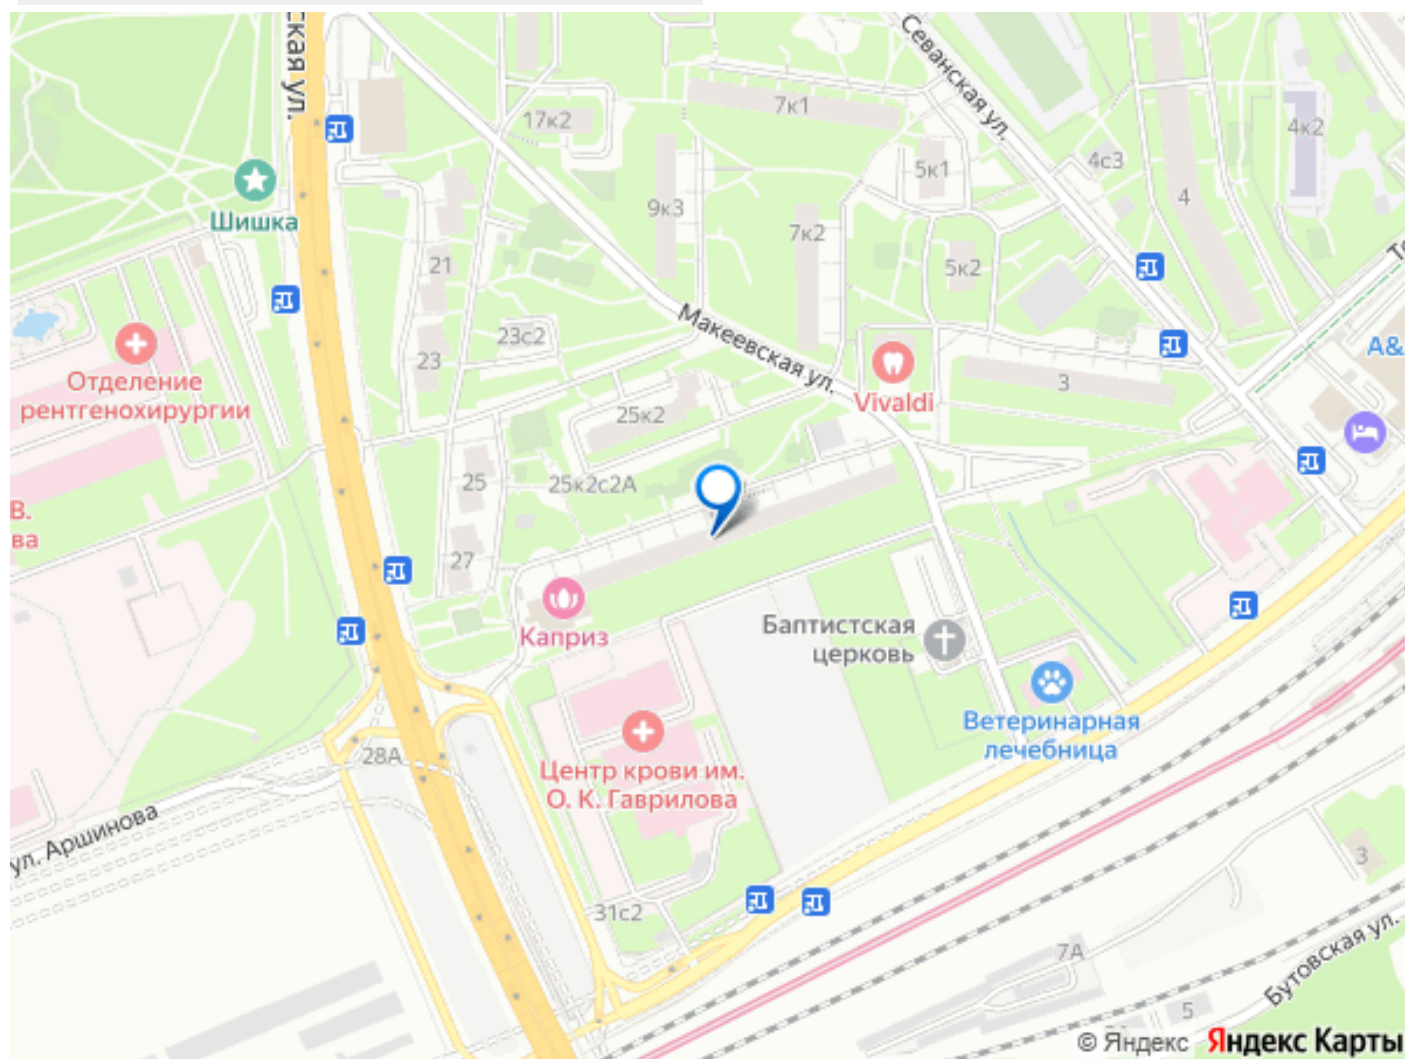 ская ул.
Севанская ул.
17к2
7к1
4к2
5к1
4с3
Шишка
9к3
4
7к2
21
5к2
Макеевская ул.
23с2
23
А&
Отделение
рентгенохирургии
3
Vivaldi
25к2
25
25к2с2А
В.
ва
27
Каприз
Баптистская
церковь
Ветеринарная
лечебница
28А
Центр крови им.
О. К. Гаврилова
ул. Аршинова
3
31с2
7А
Бутовская ул.
5
© Яндекс Яндекс Карты